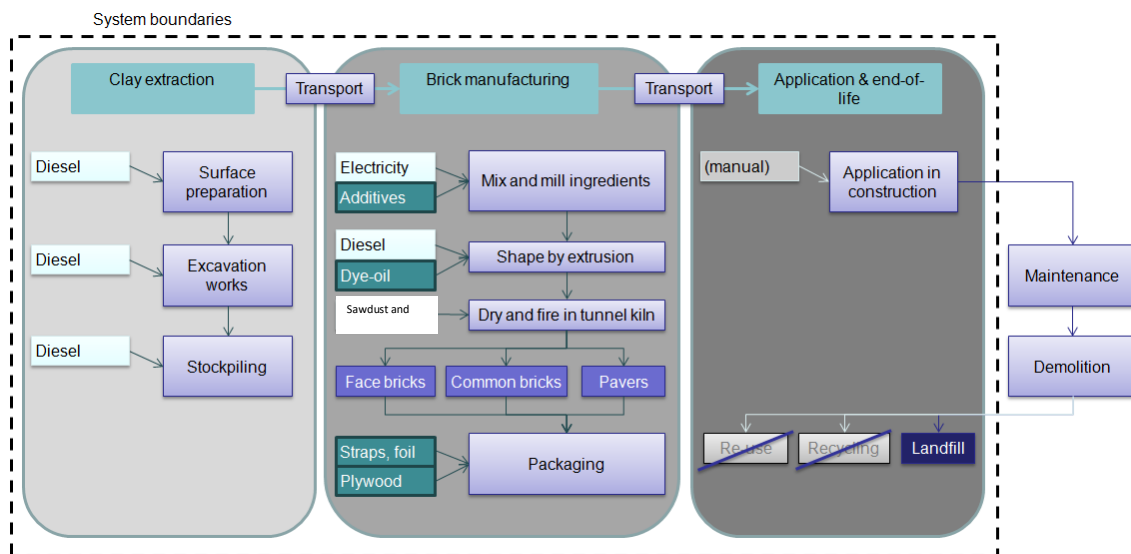 System boundaries
Clay extraction
Transport
Brick manufacturing
Transport
Application & end-of-
life
Diesel
Surface
preparation
Diesel
Excavation
works
Diesel
Stockpiling
Electricity
Additives
Mix and mill ingredients
Diesel
Dye-oil
Shape by extrusion
Sawdust and
Dry and fire in tunnel kiln
Face bricks
Common bricks
Pavers
Straps, foil
Plywood
Packaging
(manual)
Application in
construction
Maintenance
Demolition
Re-use
Recycling
Landfill